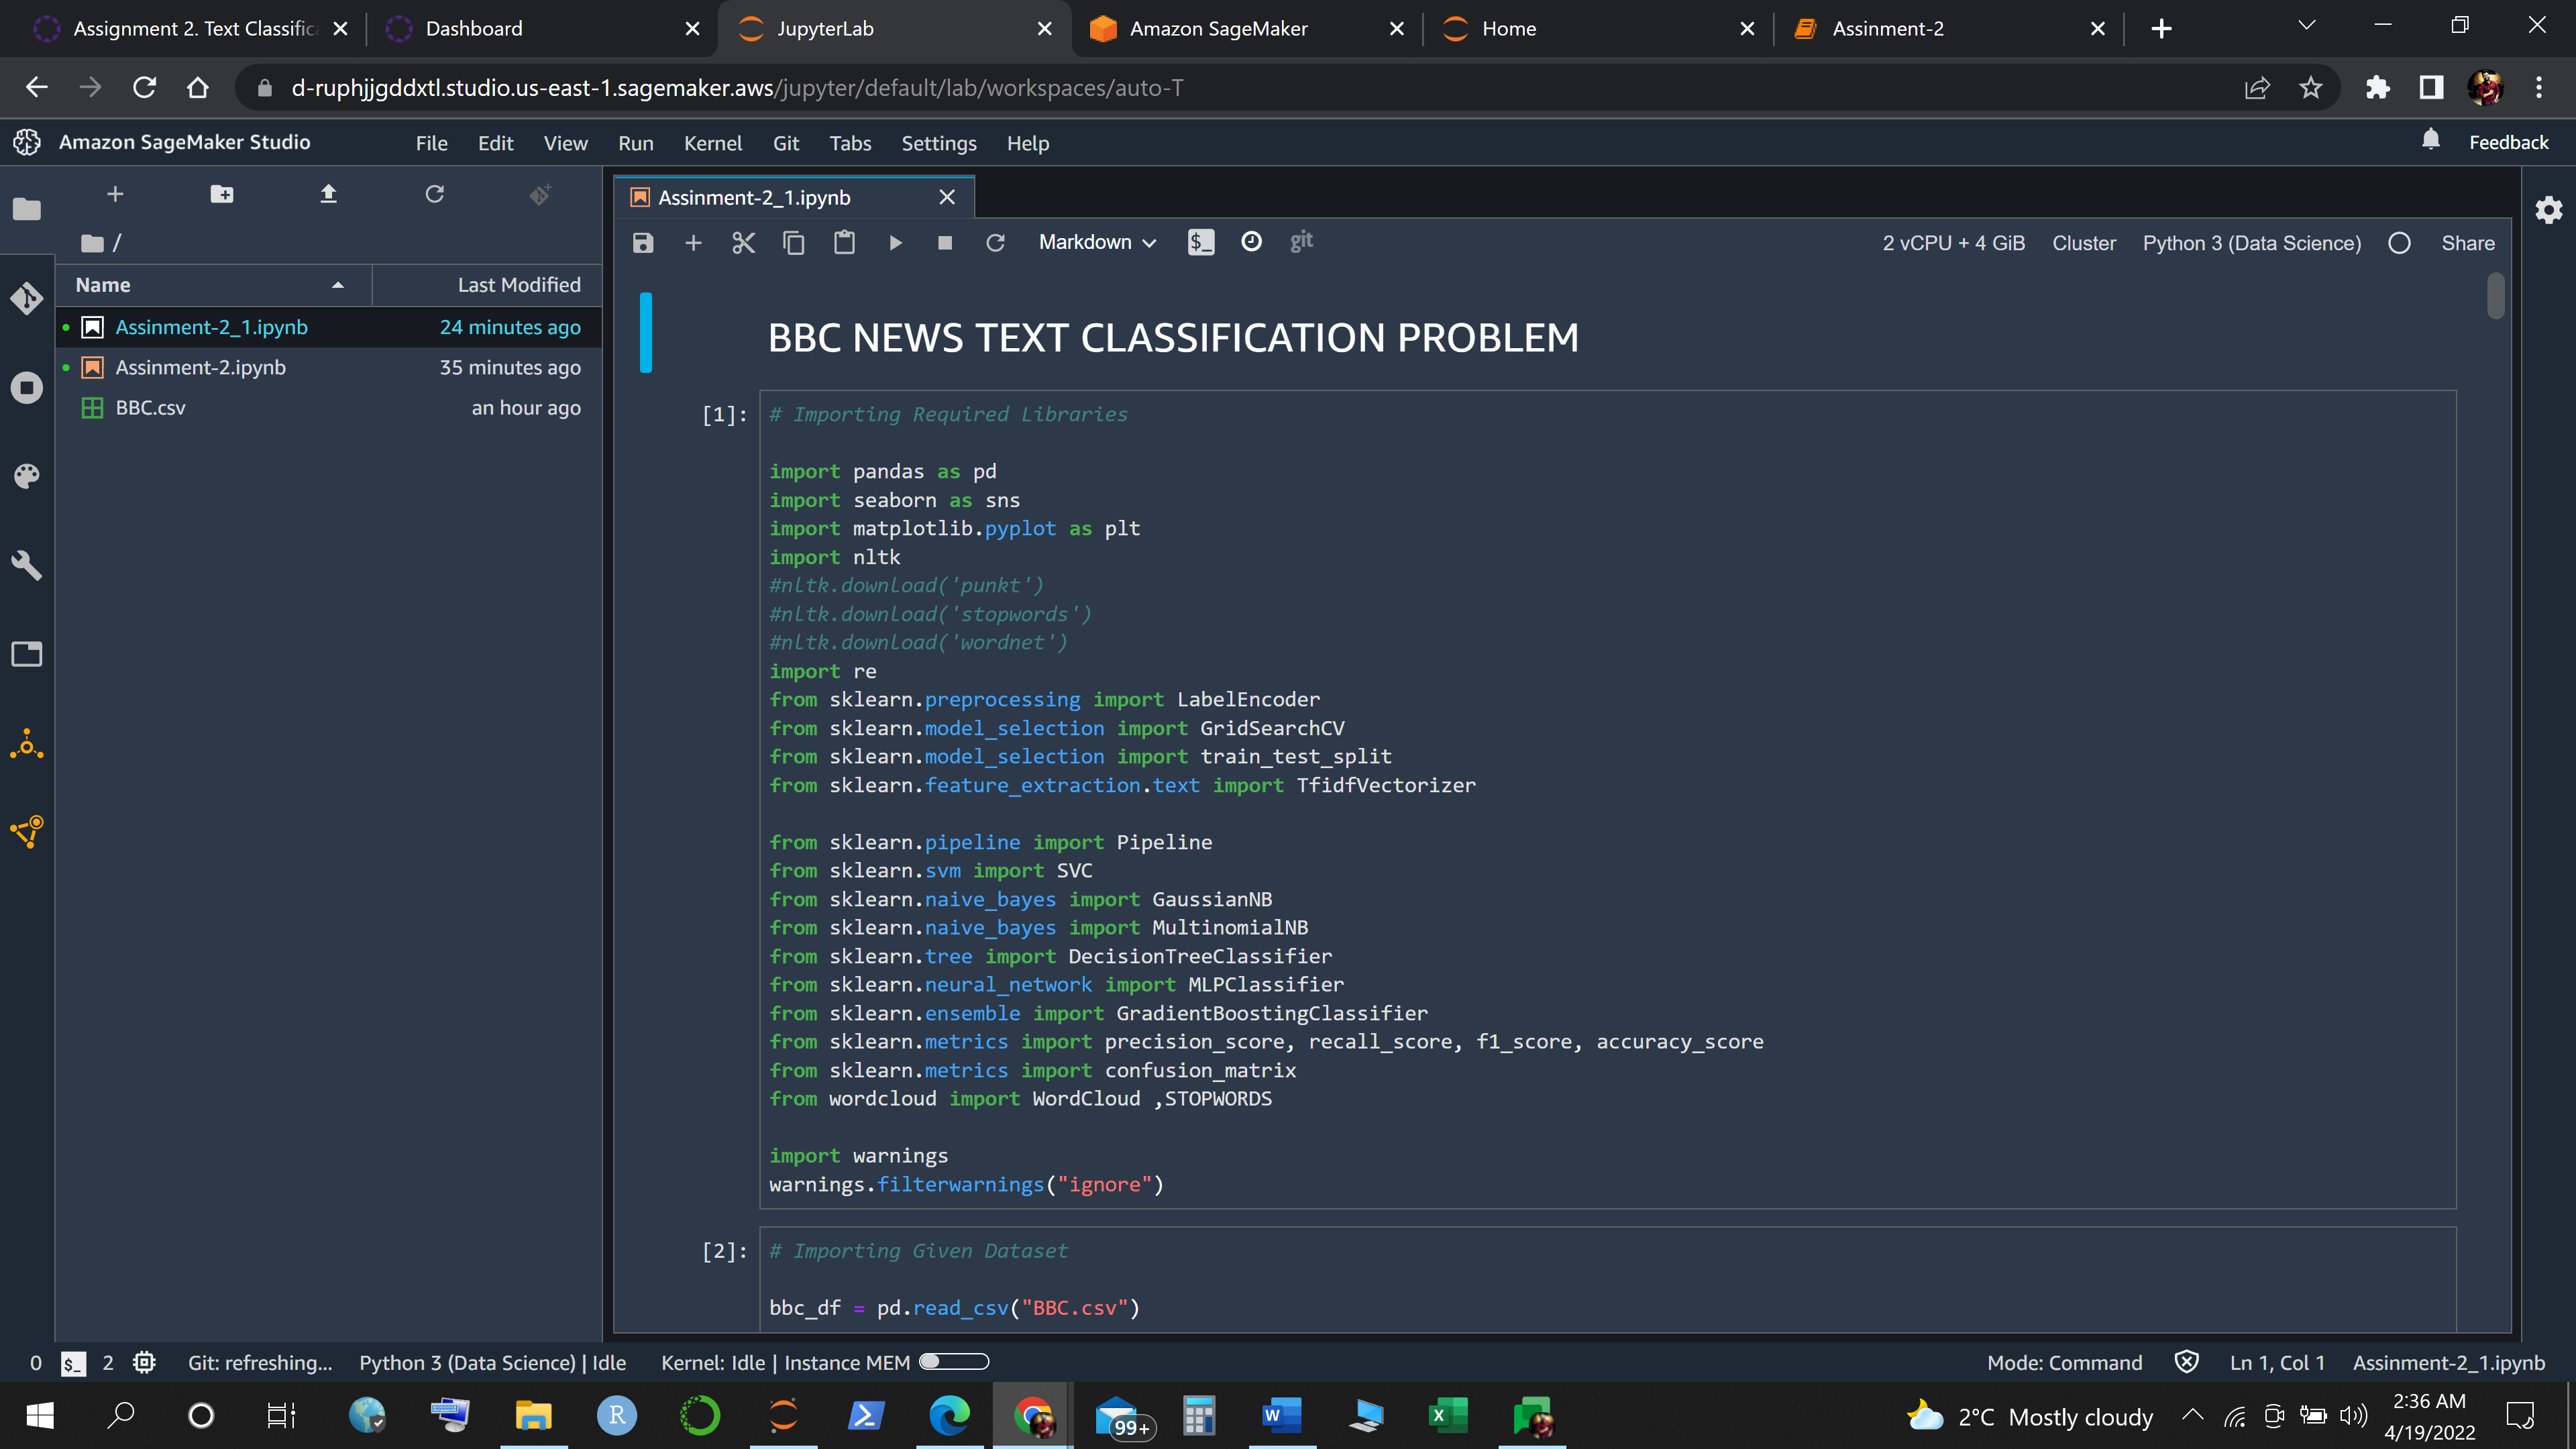 Assignment 2. Text Classific
Dashboard
JupyterLab
Amazon SageMaker
Home
Assinment-2
d-ruphjjgddxtl.studio.us-east-1.sagemaker.aws/jupyter/default/lab/workspaces/auto-T
Amazon SageMaker Studio
File Edit View Run Kernel Git Tabs Settings Help
Feedback
/
Name Last Modified
Assinment-2_1.ipynb 24 minutes ago
Assinment-2.ipynb 35 minutes ago
BBC.csv an hour ago
Assinment-2_1.ipynb
Markdown $_ git 2 vCPU + 4 GiB Cluster Python 3 (Data Science) Share
BBC NEWS TEXT CLASSIFICATION PROBLEM
[1]: # Importing Required Libraries
import pandas as pd
import seaborn as sns
import matplotlib.pyplot as plt
import nltk
#nltk.download('punkt')
#nltk.download('stopwords')
#nltk.download('wordnet')
import re
from sklearn.preprocessing import LabelEncoder
from sklearn.model_selection import GridSearchCV
from sklearn.model_selection import train_test_split
from sklearn.feature_extraction.text import TfidfVectorizer
from sklearn.pipeline import Pipeline
from sklearn.svm import SVC
from sklearn.naive_bayes import GaussianNB
from sklearn.naive_bayes import MultinomialNB
from sklearn.tree import DecisionTreeClassifier
from sklearn.neural_network import MLPClassifier
from sklearn.ensemble import GradientBoostingClassifier
from sklearn.metrics import precision_score, recall_score, f1_score, accuracy_score
from sklearn.metrics import confusion_matrix
from wordcloud import WordCloud ,STOPWORDS
import warnings
warnings.filterwarnings("ignore")
[2]: # Importing Given Dataset
bbc_df = pd.read_csv("BBC.csv")
0 $_ 2 Git: refreshing... Python 3 (Data Science) | Idle Kernel: Idle | Instance MEM Mode: Command Ln 1, Col 1 Assinment-2_1.ipynb
R 99+ W X 2°C Mostly cloudy 2:36 AM
4/19/2022